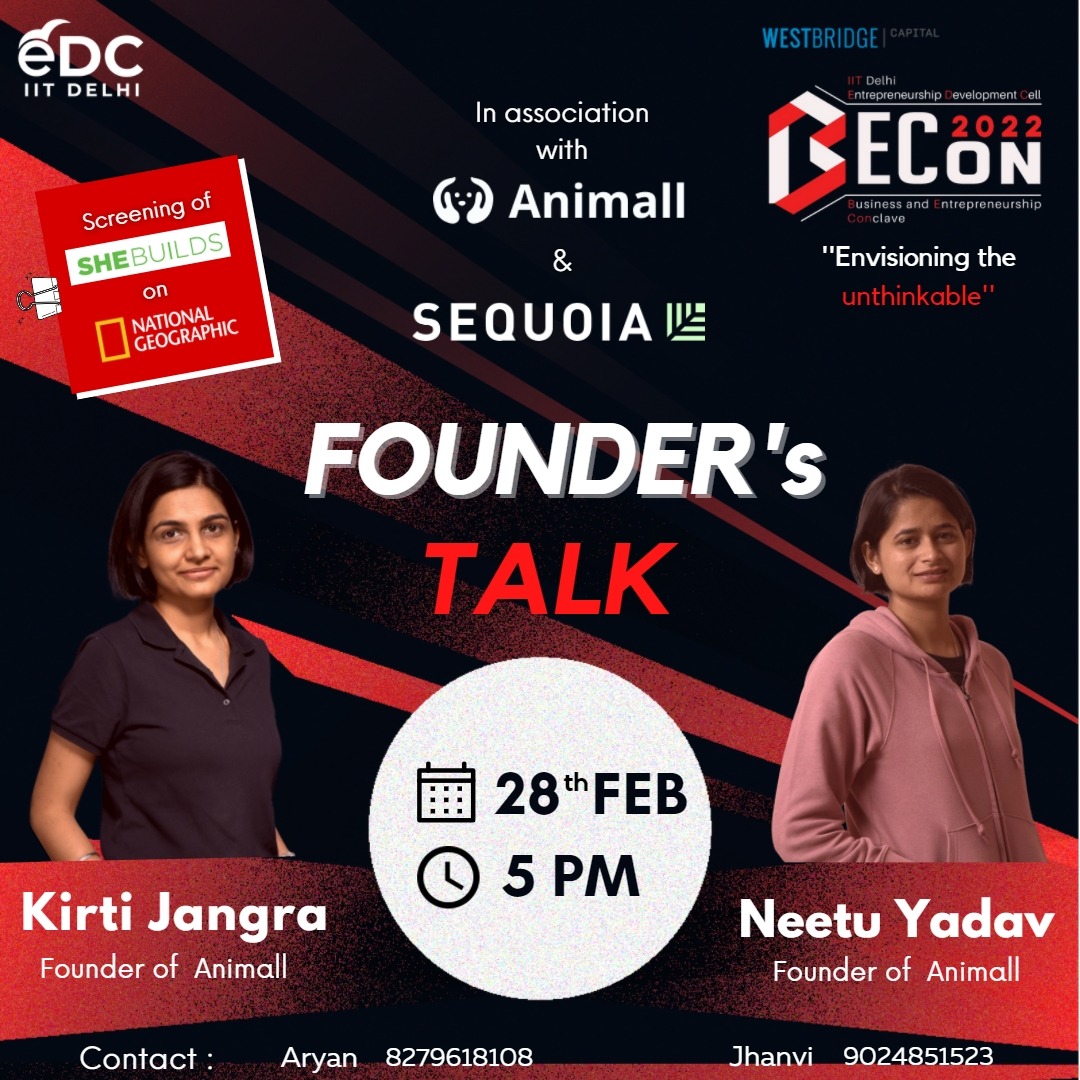 eDC
IIT DELHI
WESTBRIDGE | CAPITAL
In association
with
Animall
&
SEQUOIA
IIT Delhi
Entrepreneurship Development Cell
BECON 2022
Business and Entrepreneurship
Conclave
"Envisioning the
unthinkable"
Screening of
SHEBUILDS
on
NATIONAL
GEOGRAPHIC
FOUNDER's
TALK
28th FEB
5 PM
Kirti Jangra
Founder of Animall
Neetu Yadav
Founder of Animall
Contact : Aryan 8279618108 Jhanvi 9024851523